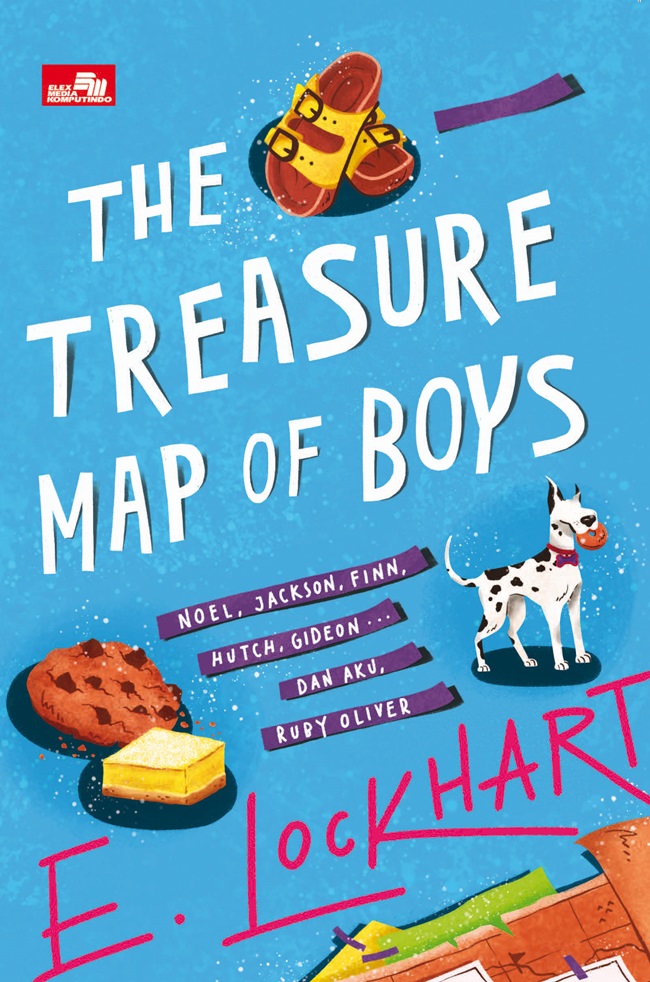 ELEX
MEDIA
KOMPUTINDO
THE
TREASURE
MAP OF BOYS
NOEL, JACKSON, FINN,
HUTCH, GIDEON...
DAN AKU,
RUBY OLIVER
E. LOCKHART